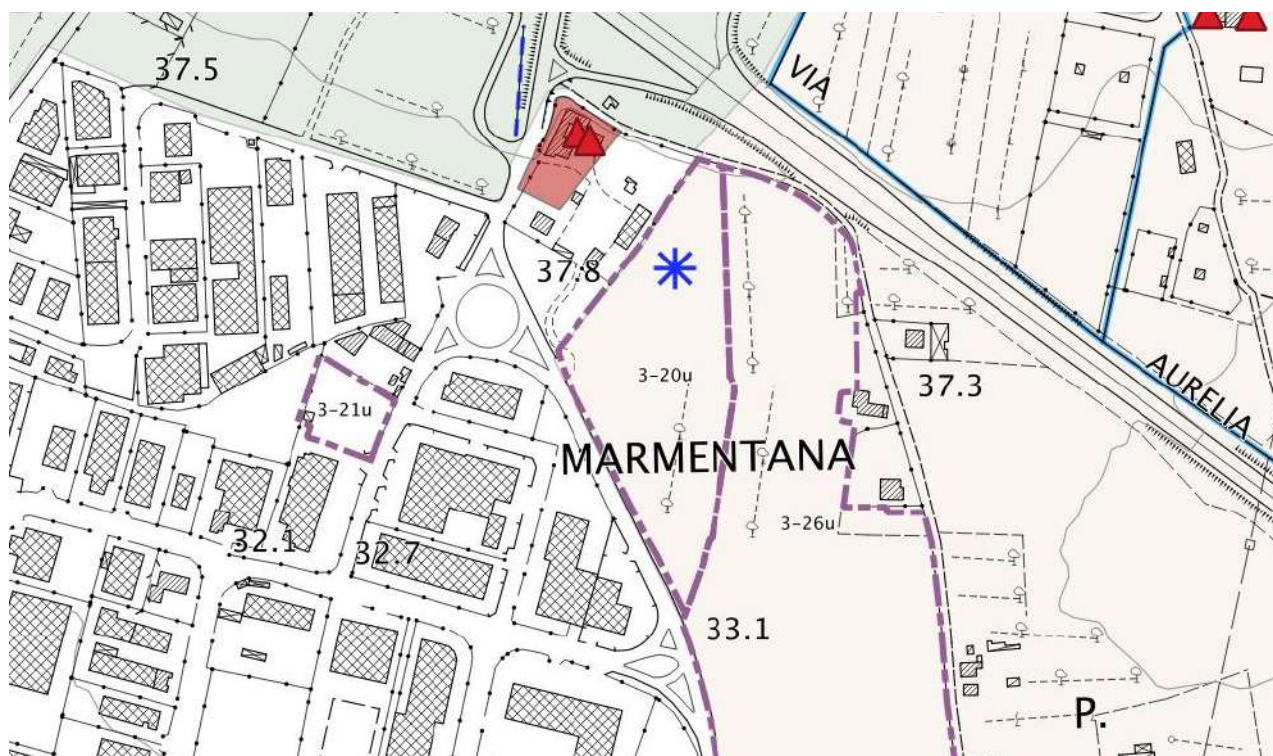 37.5
VIA
37.8
3-20u
37.3
AURELIA
3-21u
MARMENTANA
3-26u
32.1
32.7
33.1
P.